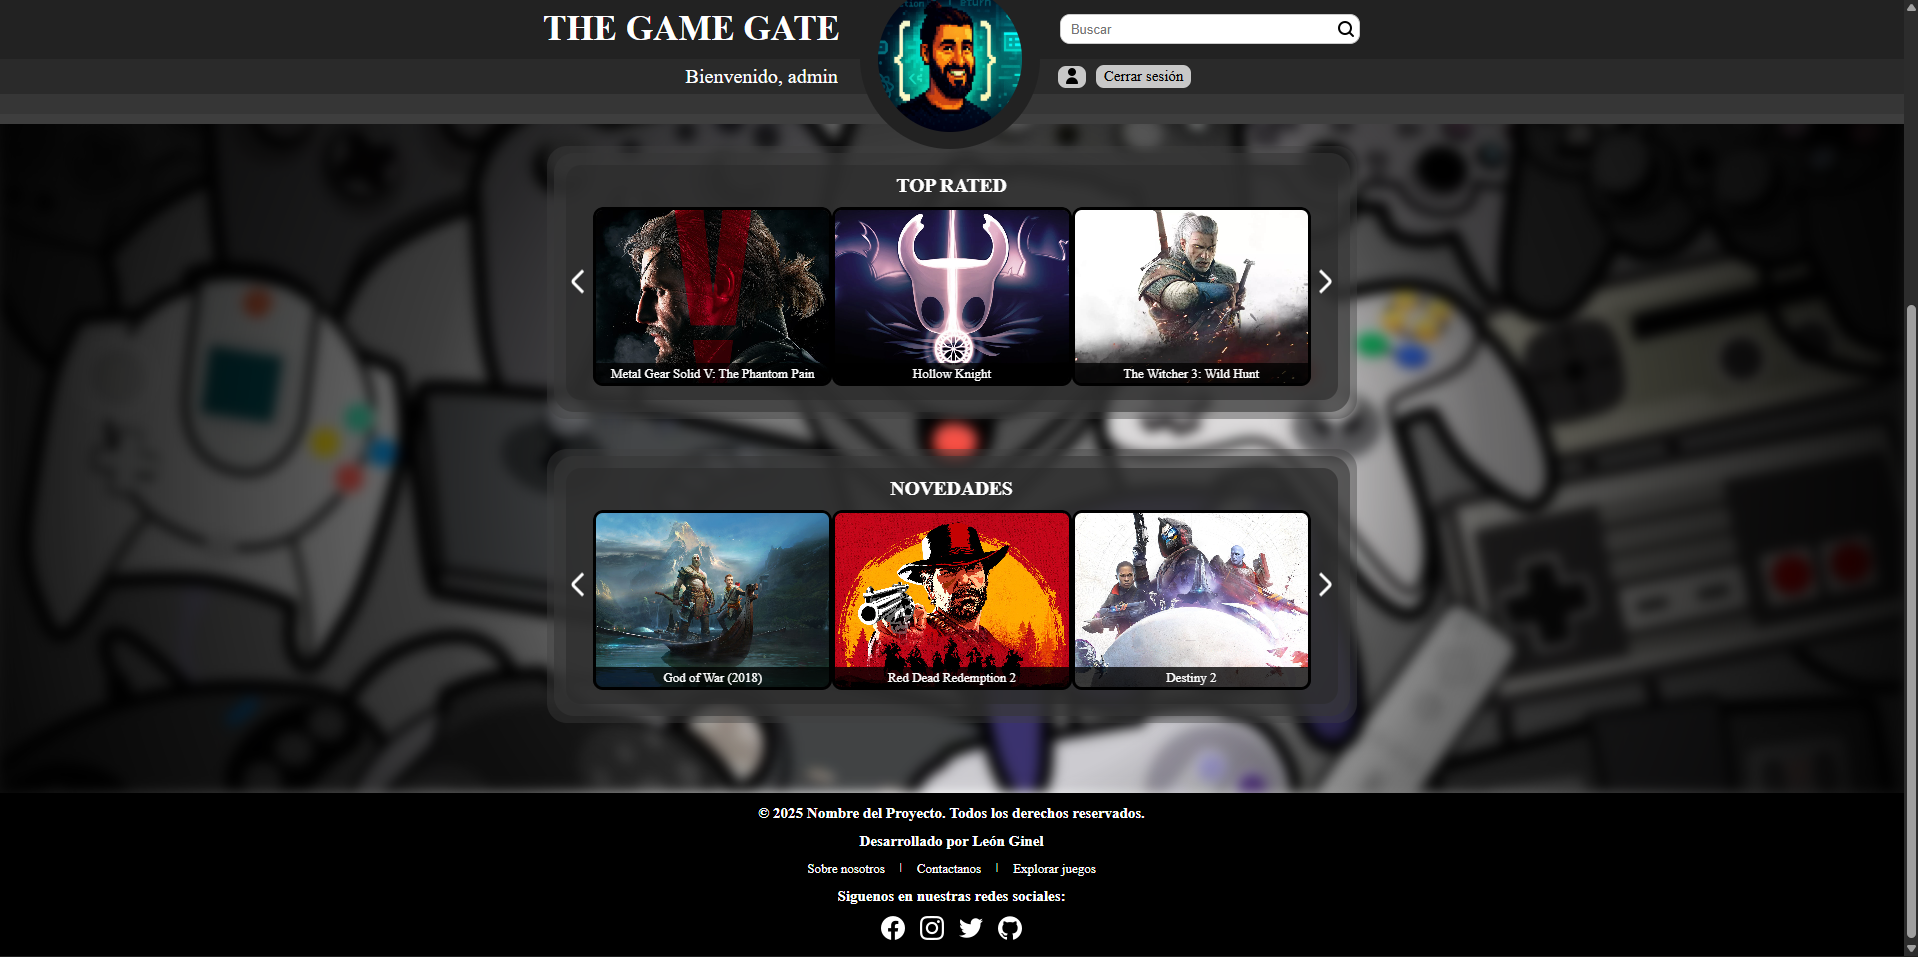 THE GAME GATE
Buscar
Bienvenido, admin
Cerrar sesión
TOP RATED
Metal Gear Solid V: The Phantom Pain
Hollow Knight
The Witcher 3: Wild Hunt
NOVEDADES
God of War (2018)
Red Dead Redemption 2
Destiny 2
© 2025 Nombre del Proyecto. Todos los derechos reservados.
Desarrollado por León Ginel
Sobre nosotros | Contactanos | Explorar juegos
Siguenos en nuestras redes sociales: